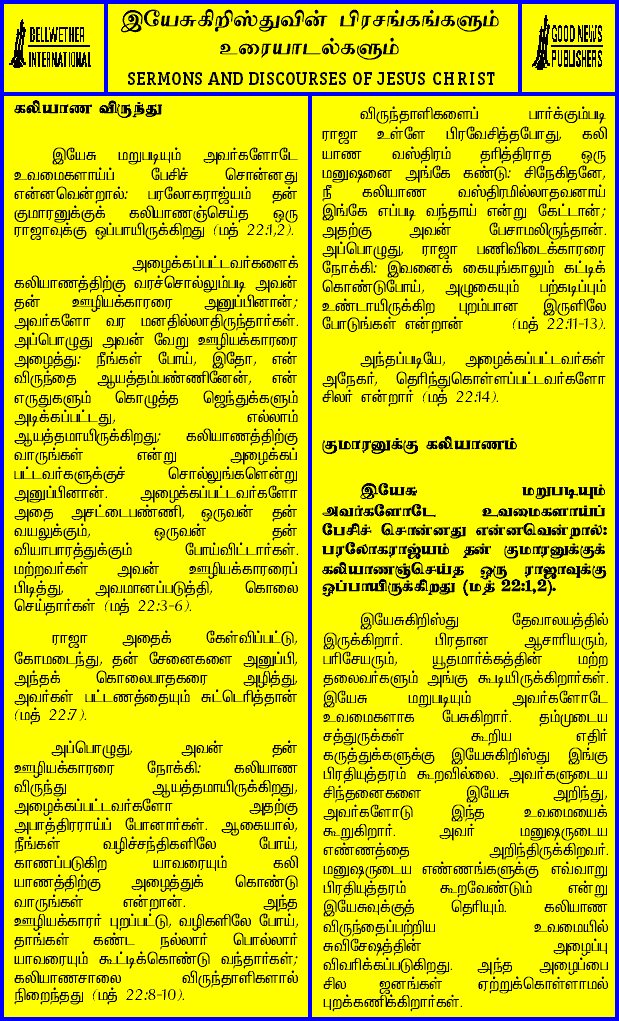 BELLWETHER
INTERNATIONAL
இயேசுகிறிஸ்துவின் பிரசங்கங்களும்
உரையாடல்களும்
SERMONS AND DISCOURSES OF JESUS CHRIST
GOOD NEWS
PUBLISHERS
கலியாண விருந்து
இயேசு மறுபடியும் அவர்களோடே
உவமைகளாய்ப் பேசிச் சொன்னது
என்னவென்றால்: பரலோகராஜ்யம் தன்
குமாரனுக்குக் கலியாணஞ்செய்த ஒரு
ராஜாவுக்கு ஒப்பாயிருக்கிறது (மத் 22:1,2).
அழைக்கப்பட்டவர்களைக்
கலியாணத்திற்கு வரச்சொல்லும்படி அவன்
தன் ஊழியக்காரரை அனுப்பினான்;
அவர்களோ வர மனதில்லாதிருந்தார்கள்.
அப்பொழுது அவன் வேறு ஊழியக்காரரை
அழைத்து: நீங்கள் போய், இதோ, என்
விருந்தை ஆயத்தம்பண்ணினேன், என்
எருதுகளும் கொழுத்த ஜெந்துக்களும்
அடிக்கப்பட்டது, எல்லாம்
ஆயத்தமாயிருக்கிறது; கலியாணத்திற்கு
வாருங்கள் என்று அழைக்கப்
பட்டவர்களுக்குச் சொல்லுங்களென்று
அனுப்பினான். அழைக்கப்பட்டவர்களோ
அதை அசட்டைபண்ணி, ஒருவன் தன்
வயலுக்கும், ஒருவன் தன்
வியாபாரத்துக்கும் போய்விட்டார்கள்.
மற்றவர்கள் அவன் ஊழியக்காரரைப்
பிடித்து, அவமானப்படுத்தி, கொலை
செய்தார்கள் (மத் 22:3-6).
ராஜா அதைக் கேள்விப்பட்டு,
கோமடைந்து, தன் சேனைகளை அனுப்பி,
அந்தக் கொலைபாதகரை அழித்து,
அவர்கள் பட்டணத்தையும் சுட்டெரித்தான்
(மத் 22:7).
அப்பொழுது, அவன் தன்
ஊழியக்காரரை நோக்கி: கலியாண
விருந்து ஆயத்தமாயிருக்கிறது,
அழைக்கப்பட்டவர்களோ அதற்கு
அபாத்திரராய்ப் போனார்கள். ஆகையால்,
நீங்கள் வழிச்சந்திகளிலே போய்,
காணப்படுகிற யாவரையும் கலி
யாணத்திற்கு அழைத்துக் கொண்டு
வாருங்கள் என்றான். அந்த
ஊழியக்காரர் புறப்பட்டு, வழிகளிலே போய்,
தாங்கள் கண்ட நல்லார் பொல்லார்
யாவரையும் கூட்டிக்கொண்டு வந்தார்கள்;
கலியாணசாலை விருந்தாளிகளால்
நிறைந்தது (மத் 22:8-10).
விருந்தாளிகளைப் பார்க்கும்படி
ராஜா உள்ளே பிரவேசித்தபோது, கலி
யாண வஸ்திரம் தரித்திராத ஒரு
மனுஷனை அங்கே கண்டு: சிநேகிதனே,
நீ கலியாண வஸ்திரமில்லாதவனாய்
இங்கே எப்படி வந்தாய் என்று கேட்டான்;
அதற்கு அவன் பேசாமலிருந்தான்.
அப்பொழுது, ராஜா பணிவிடைக்காரரை
நோக்கி: இவனைக் கையுங்காலும் கட்டிக்
கொண்டுபோய், அழுகையும் பற்கடிப்பும்
உண்டாயிருக்கிற புறம்பான இருளிலே
போடுங்கள் என்றான் (மத் 22:11-13).
அந்தப்படியே, அழைக்கப்பட்டவர்கள்
அநேகர், தெரிந்துகொள்ளப்பட்டவர்களோ
சிலர் என்றார் (மத் 22:14).
குமாரனுக்கு கலியாணம்
இயேசு மறுபடியும்
அவர்களோடே உவமைகளாய்ப்
பேசிச் சொன்னது என்னவென்றால்:
பரலோகராஜ்யம் தன் குமாரனுக்குக்
கலியாணஞ்செய்த ஒரு ராஜாவுக்கு
ஒப்பாயிருக்கிறது (மத் 22:1,2).
இயேசுகிறிஸ்து தேவாலயத்தில்
இருக்கிறார். பிரதான ஆசாரியரும்,
பரிசேயரும், யூதமார்க்கத்தின் மற்ற
தலைவர்களும் அங்கு கூடியிருக்கிறார்கள்.
இயேசு மறுபடியும் அவர்களோடே
உவமைகளாக பேசுகிறார். தம்முடைய
சத்துருக்கள் கூறிய எதிர்
கருத்துக்களுக்கு இயேசுகிறிஸ்து இங்கு
பிரதியுத்தரம் கூறவில்லை. அவர்களுடைய
சிந்தனைகளை இயேசு அறிந்து,
அவர்களோடு இந்த உவமையைக்
கூறுகிறார். அவர் மனுஷருடைய
எண்ணத்தை அறிந்திருக்கிறவர்.
மனுஷருடைய எண்ணங்களுக்கு எவ்வாறு
பிரதியுத்தரம் கூறவேண்டும் என்று
இயேசுவுக்குத் தெரியும். கலியாண
விருந்தைப்பற்றிய உவமையில்
சுவிசேஷத்தின் அழைப்பு
விவரிக்கப்படுகிறது. அந்த அழைப்பை
சில ஜனங்கள் ஏற்றுக்கொள்ளாமல்
புறக்கணிக்கிறார்கள்.